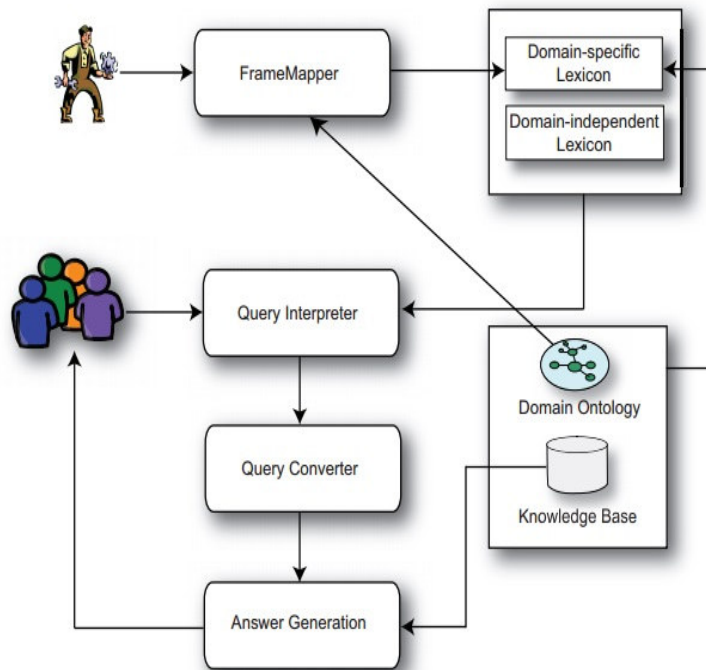 FrameMapper
Domain-specific
Lexicon
Domain-independent
Lexicon
Query Interpreter
Domain Ontology
Query Converter
Knowledge Base
Answer Generation